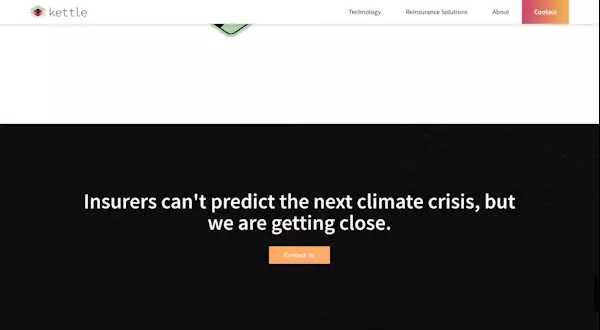 kettle
Technology
Reinsurance Solutions
About
Contact
Insurers can't predict the next climate crisis, but
we are getting close.
Contact Us